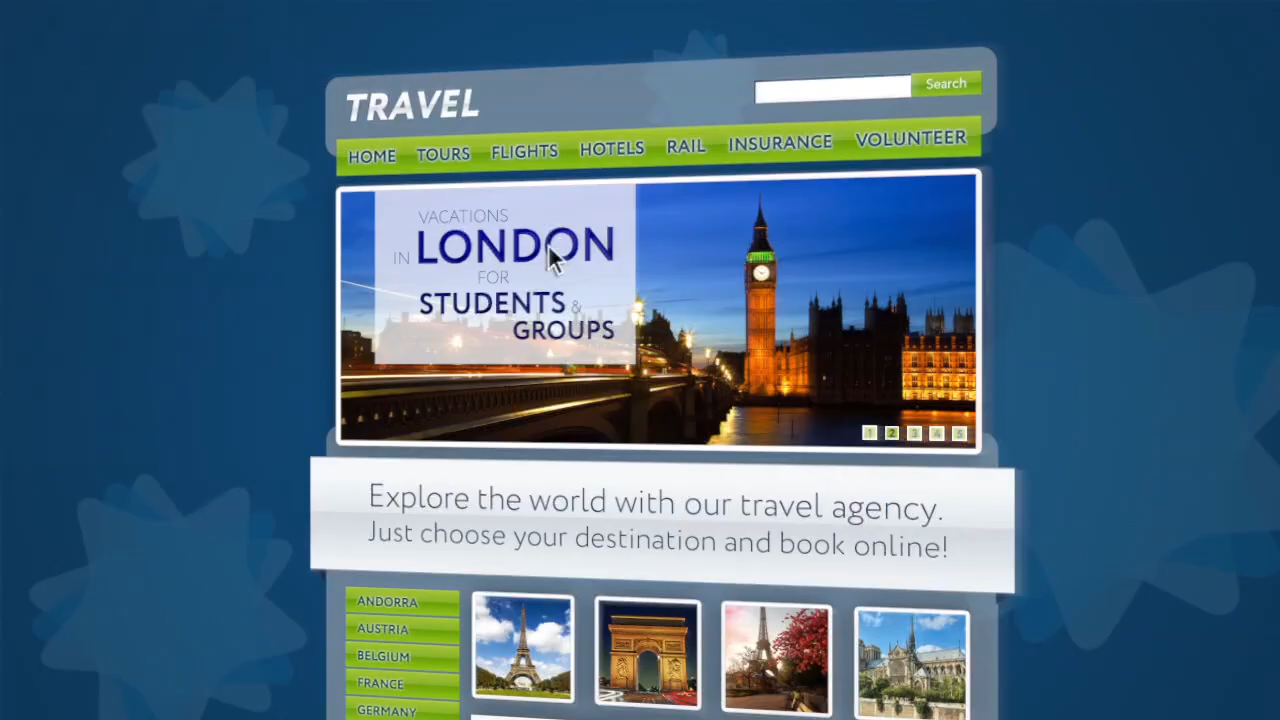 TRAVEL
Search
HOME TOURS FLIGHTS HOTELS RAIL INSURANCE VOLUNTEER
VACATIONS
IN LONDON
FOR
STUDENTS &
GROUPS
1 2 3 4 5
Explore the world with our travel agency.
Just choose your destination and book online!
ANDORRA
AUSTRIA
BELGIUM
FRANCE
GERMANY